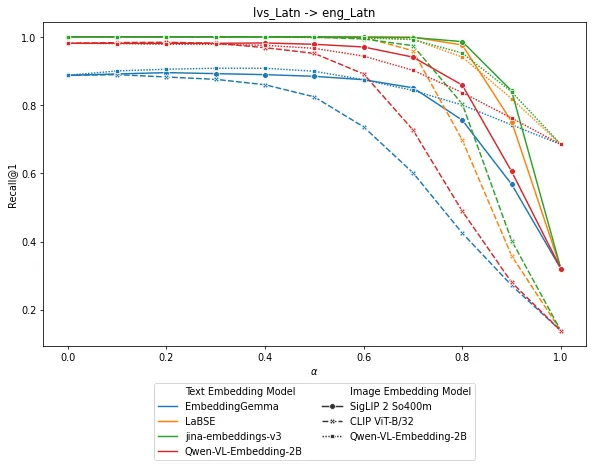 lvs_Latn -> eng_Latn
Recall@1
1.0
0.8
0.6
0.4
0.2
0.0 0.2 0.4 0.6 0.8 1.0
α
Text Embedding Model Image Embedding Model
EmbeddingGemma SigLIP 2 So400m
LaBSE CLIP ViT-B/32
jina-embeddings-v3 Qwen-VL-Embedding-2B
Qwen-VL-Embedding-2B